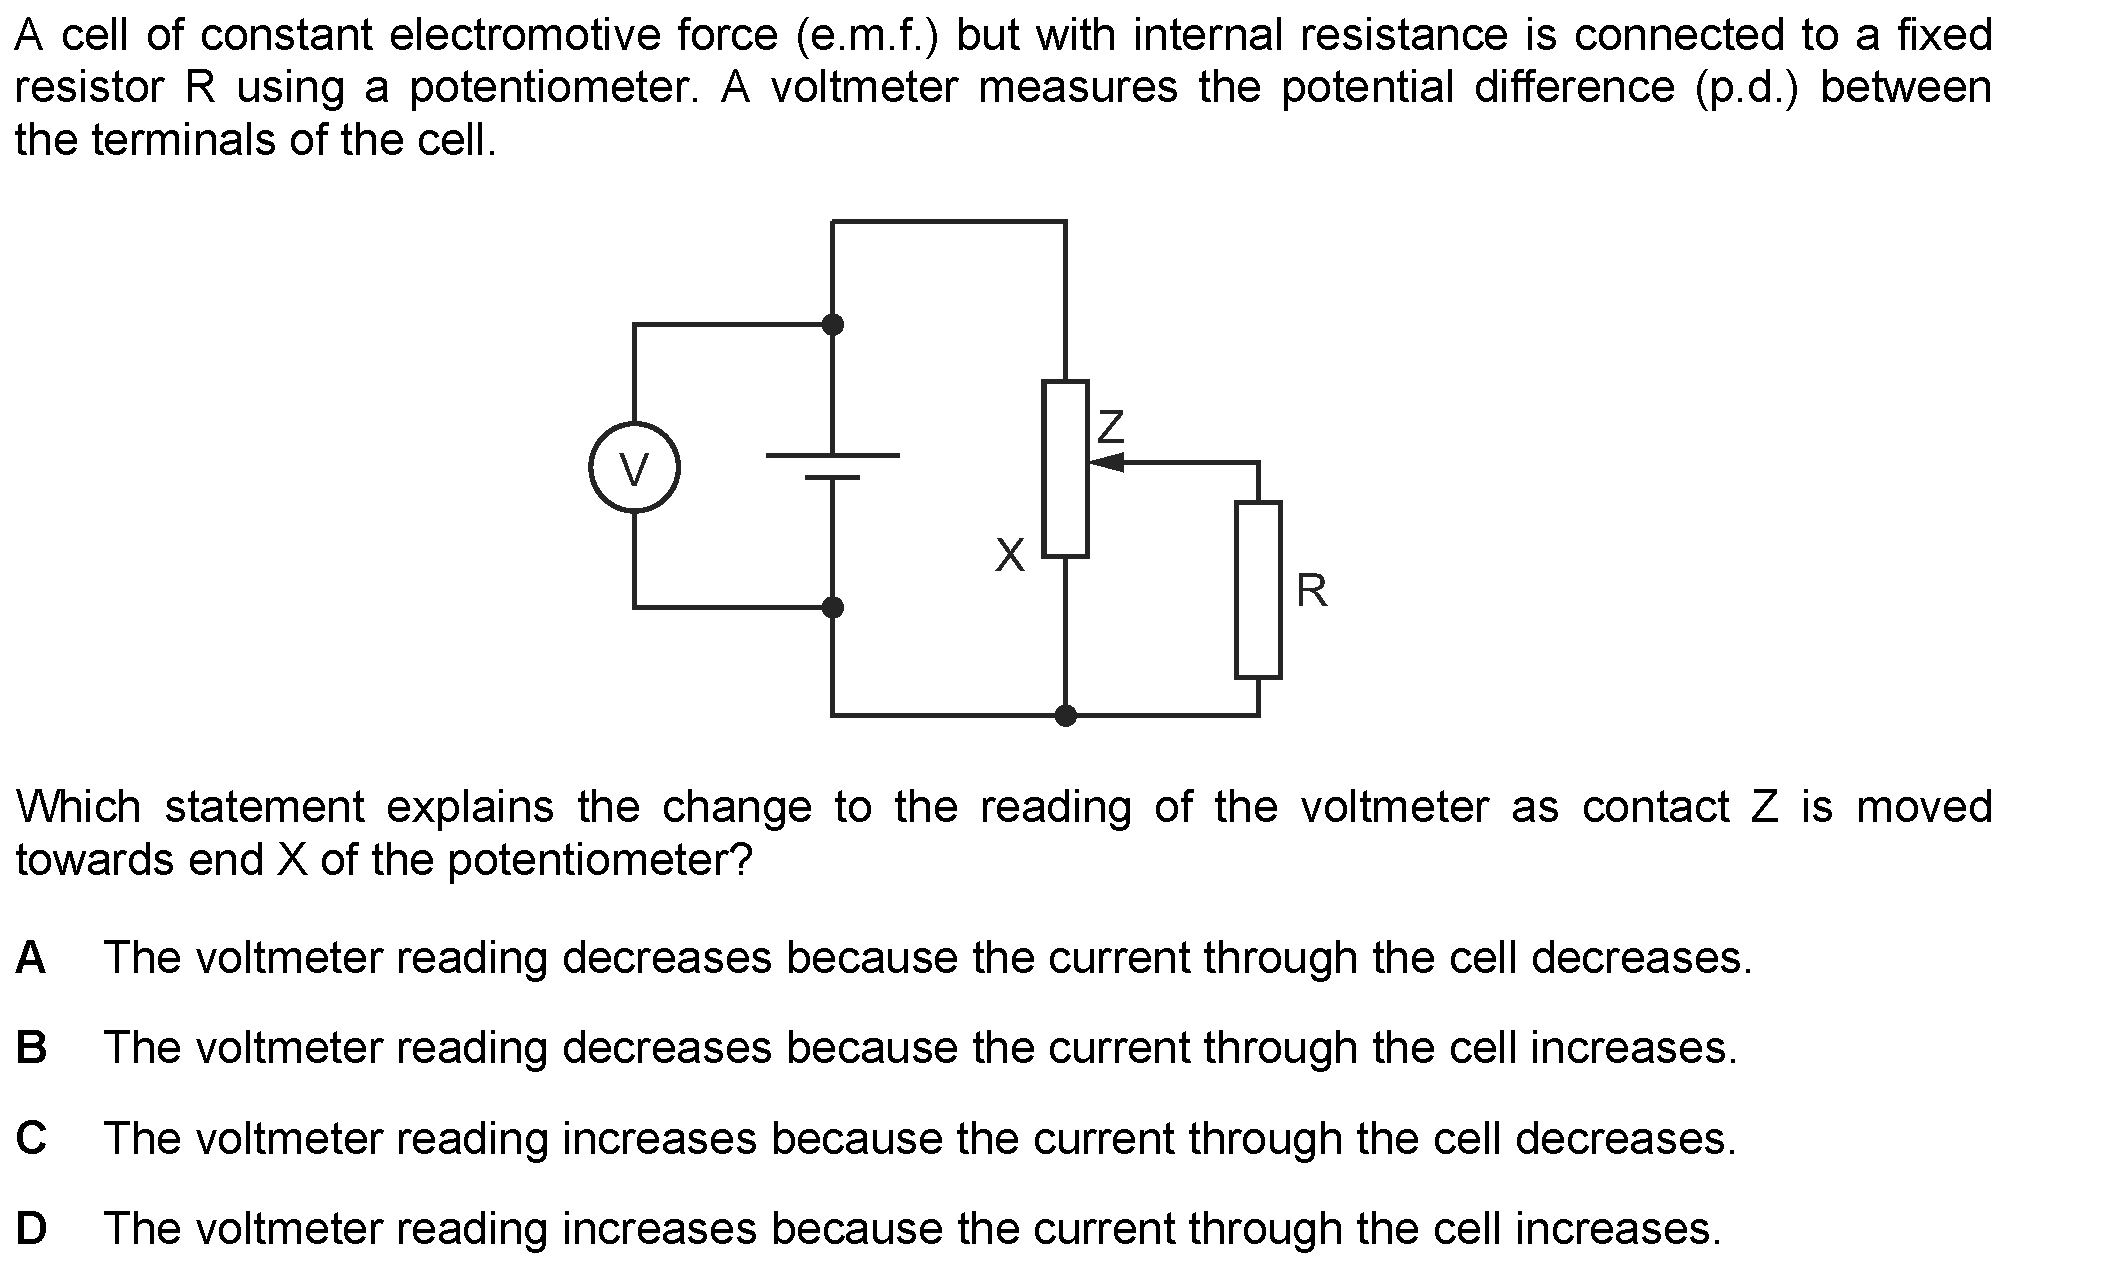 A cell of constant electromotive force (e.m.f.) but with internal resistance is connected to a fixed
resistor R using a potentiometer. A voltmeter measures the potential difference (p.d.) between
the terminals of the cell.
Z
V
X
R
Which statement explains the change to the reading of the voltmeter as contact Z is moved
towards end X of the potentiometer?
A The voltmeter reading decreases because the current through the cell decreases.
B The voltmeter reading decreases because the current through the cell increases.
C The voltmeter reading increases because the current through the cell decreases.
D The voltmeter reading increases because the current through the cell increases.